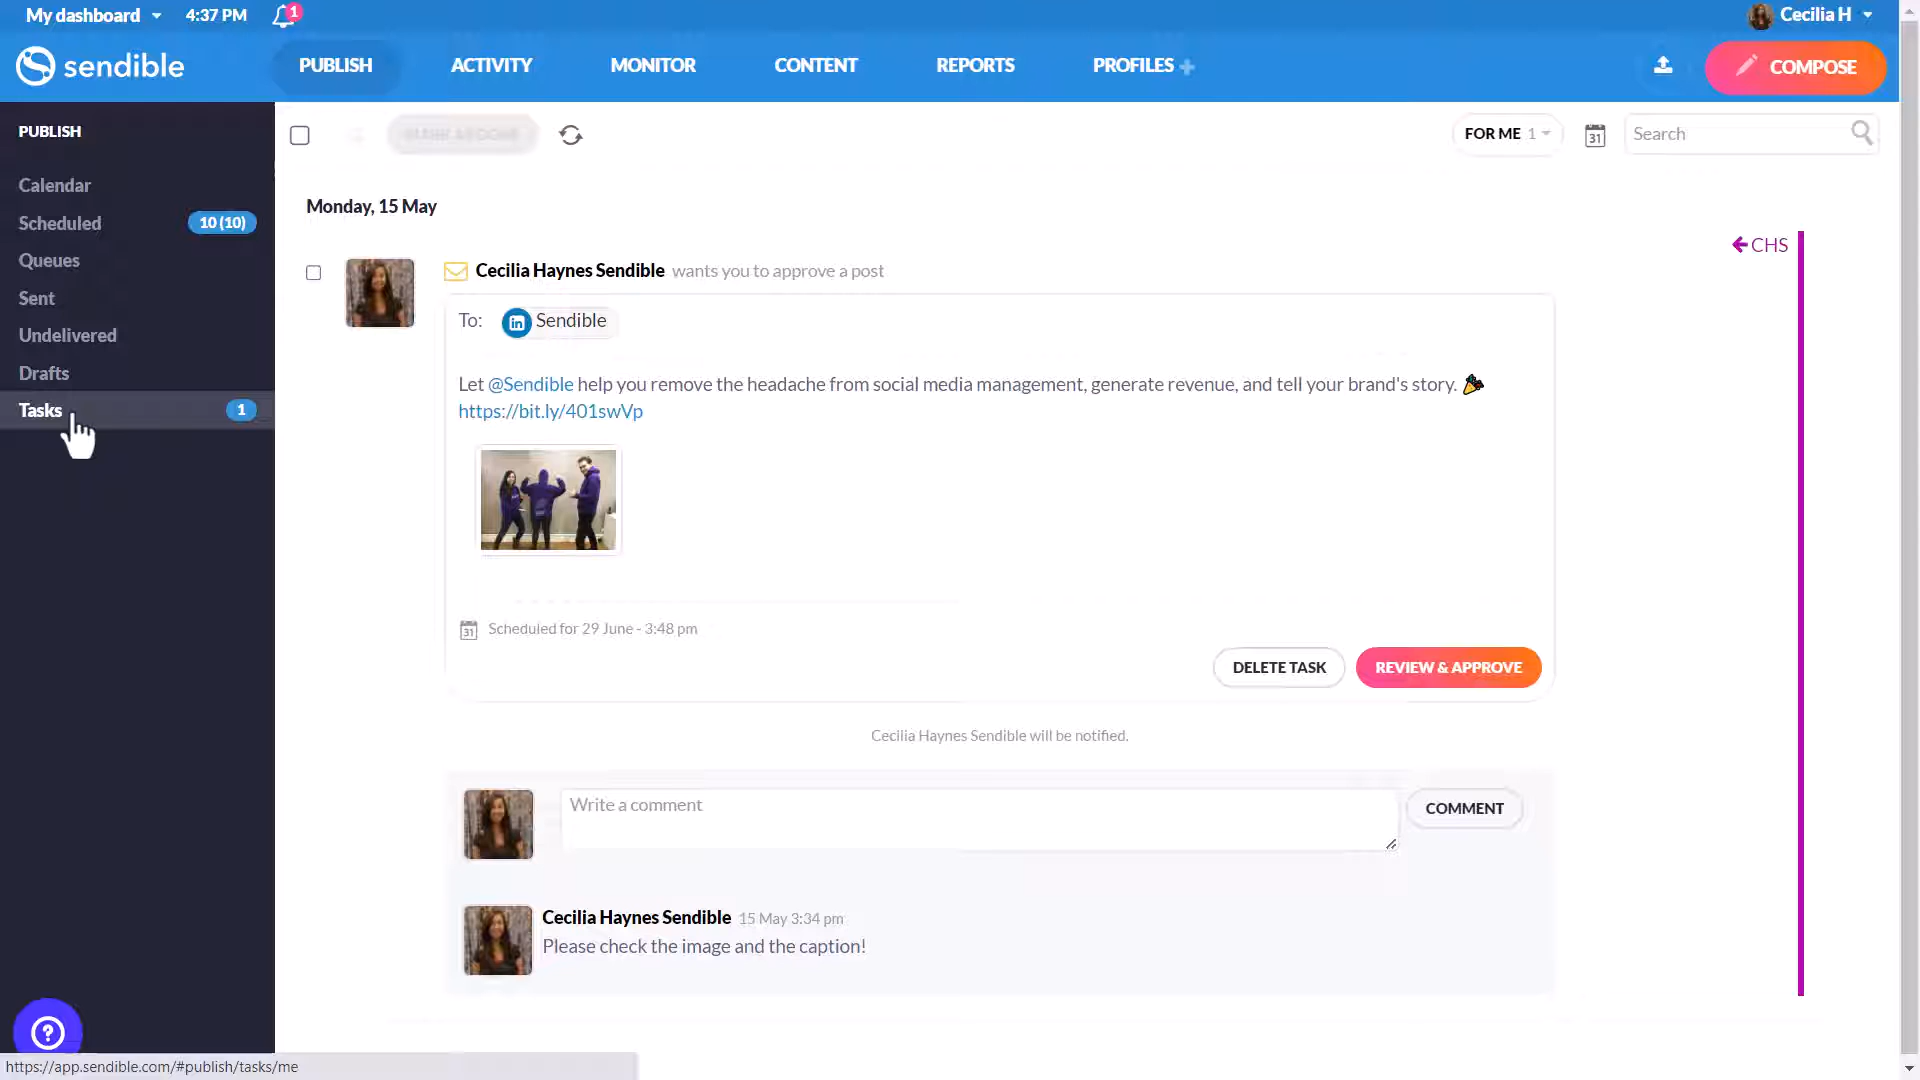 My dashboard 4:37 PM 1 Cecilia H
sendible PUBLISH ACTIVITY MONITOR CONTENT REPORTS PROFILES + COMPOSE
PUBLISH
Calendar
Scheduled 10 (10)
Queues
Sent
Undelivered
Drafts
Tasks 1
FOR ME 1 31 Search
Monday, 15 May
CHS
Cecilia Haynes Sendible wants you to approve a post
To: in Sendible
Let @Sendible help you remove the headache from social media management, generate revenue, and tell your brand's story.
https://bit.ly/401swVp
31 Scheduled for 29 June - 3:48 pm
DELETE TASK REVIEW & APPROVE
Cecilia Haynes Sendible will be notified.
Write a comment COMMENT
Cecilia Haynes Sendible 15 May 3:34 pm
Please check the image and the caption!
?
https://app.sendible.com/#publish/tasks/me